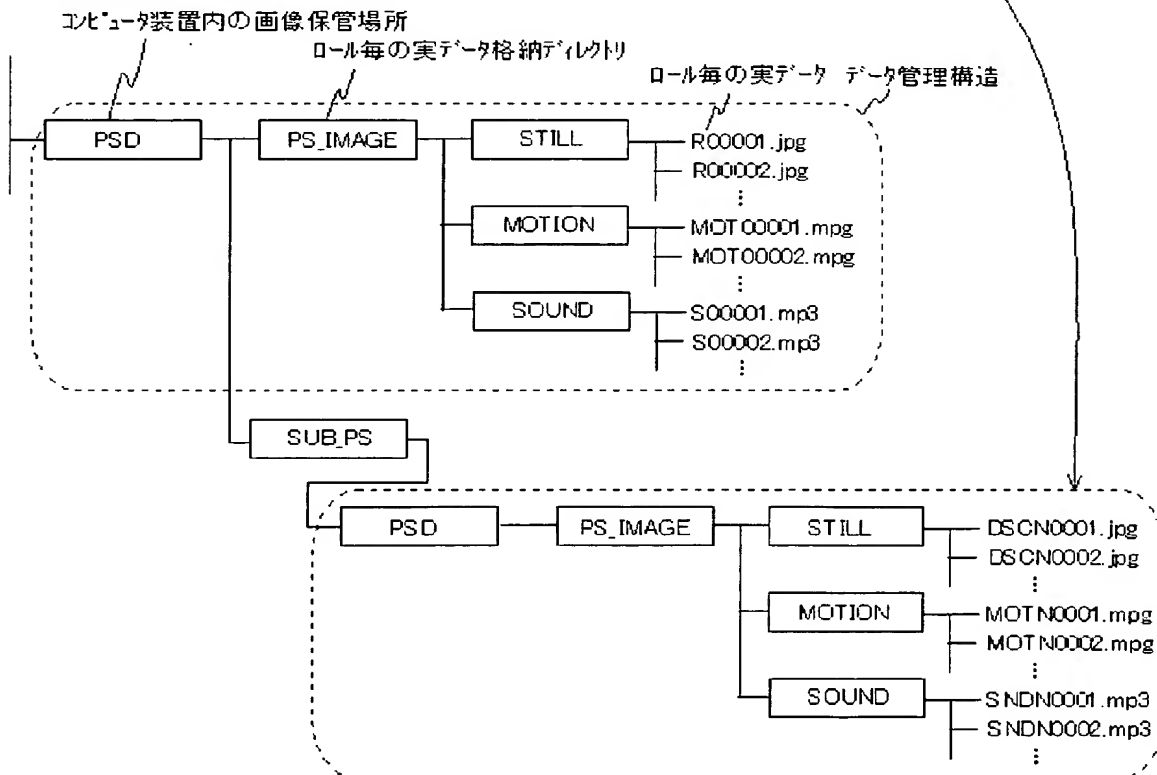 コンピュータ装置内の画像保管場所
ロール毎の実データ格納ディレクトリ
ロール毎の実データ データ管理構造
PSD PS_IMAGE STILL R00001.jpg
R00002.jpg
⋮
MOTION MOT00001.mpg
MOT00002.mpg
⋮
SOUND S00001.mp3
S00002.mp3
⋮
SUB_PS
PSD PS_IMAGE STILL DSCN0001.jpg
DSCN0002.jpg
⋮
MOTION MOTN0001.mpg
MOTN0002.mpg
⋮
SOUND SNDN0001.mp3
SNDN0002.mp3
⋮